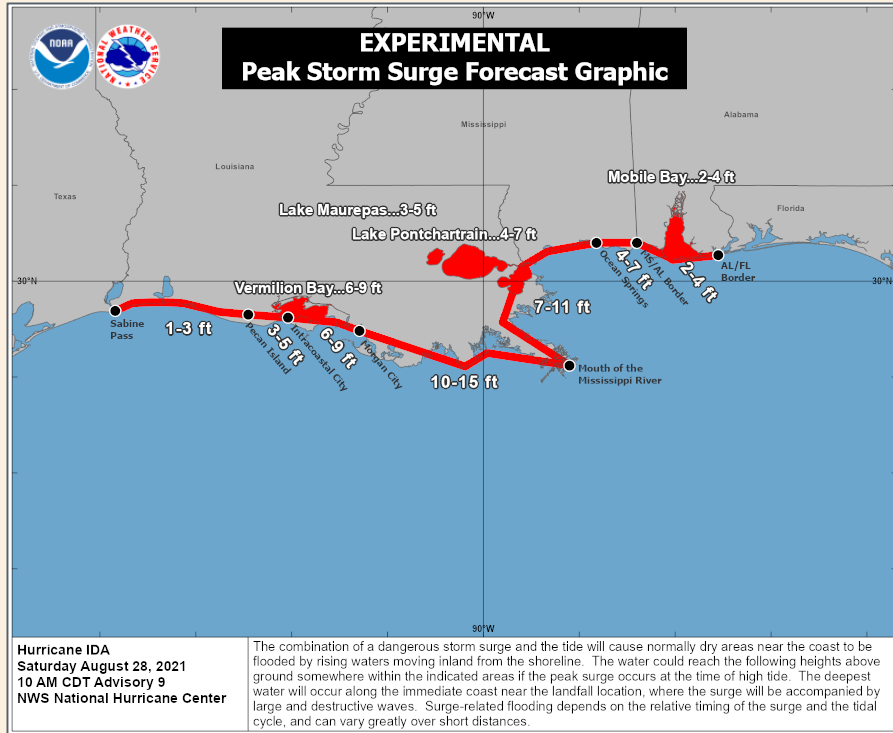 NOAA
NATIONAL WEATHER SERVICE
EXPERIMENTAL
Peak Storm Surge Forecast Graphic
90°W
Alabama
Mississippi
Louisiana
Texas
Florida
Mobile Bay...2-4 ft
Lake Maurepas...3-5 ft
Lake Pontchartrain...4-7 ft
30°N
30°N
Vermilion Bay...6-9 ft
Sabine
Pass
1-3 ft
Pecan Island
3-5 ft
Intracoastal City
6-9 ft
Morgan City
10-15 ft
Mouth of the
Mississippi River
7-11 ft
Ocean Springs
4-7 ft
MS/AL Border
2-4 ft
AL/FL
Border
90°W
Hurricane IDA
Saturday August 28, 2021
10 AM CDT Advisory 9
NWS National Hurricane Center
The combination of a dangerous storm surge and the tide will cause normally dry areas near the coast to be
flooded by rising waters moving inland from the shoreline. The water could reach the following heights above
ground somewhere within the indicated areas if the peak surge occurs at the time of high tide. The deepest
water will occur along the immediate coast near the landfall location, where the surge will be accompanied by
large and destructive waves. Surge-related flooding depends on the relative timing of the surge and the tidal
cycle, and can vary greatly over short distances.